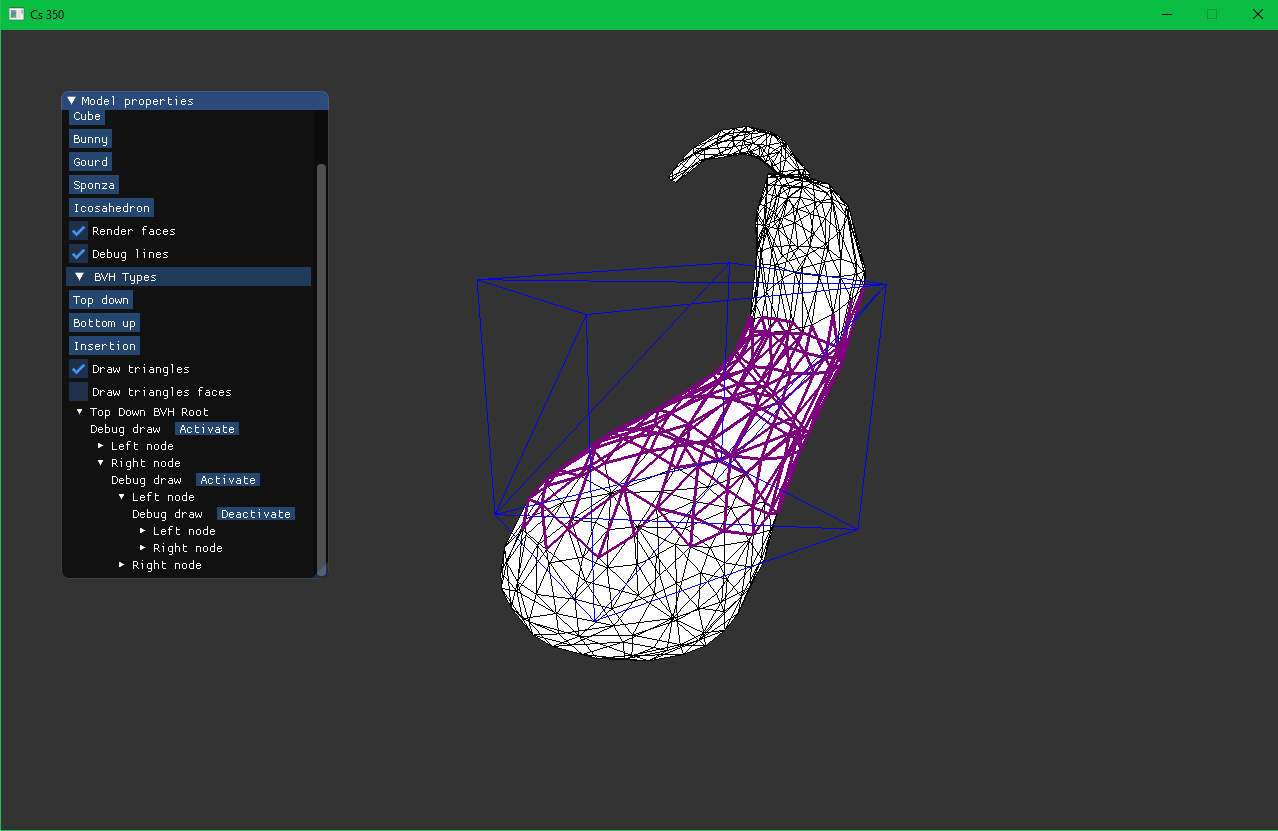 Cs 350
Model properties
Cube
Bunny
Gourd
Sponza
Icosahedron
Render faces
Debug lines
BVH Types
Top down
Bottom up
Insertion
Draw triangles
Draw triangles faces
Top Down BVH Root
Debug draw Activate
Left node
Right node
Debug draw Activate
Left node
Debug draw Deactivate
Left node
Right node
Right node